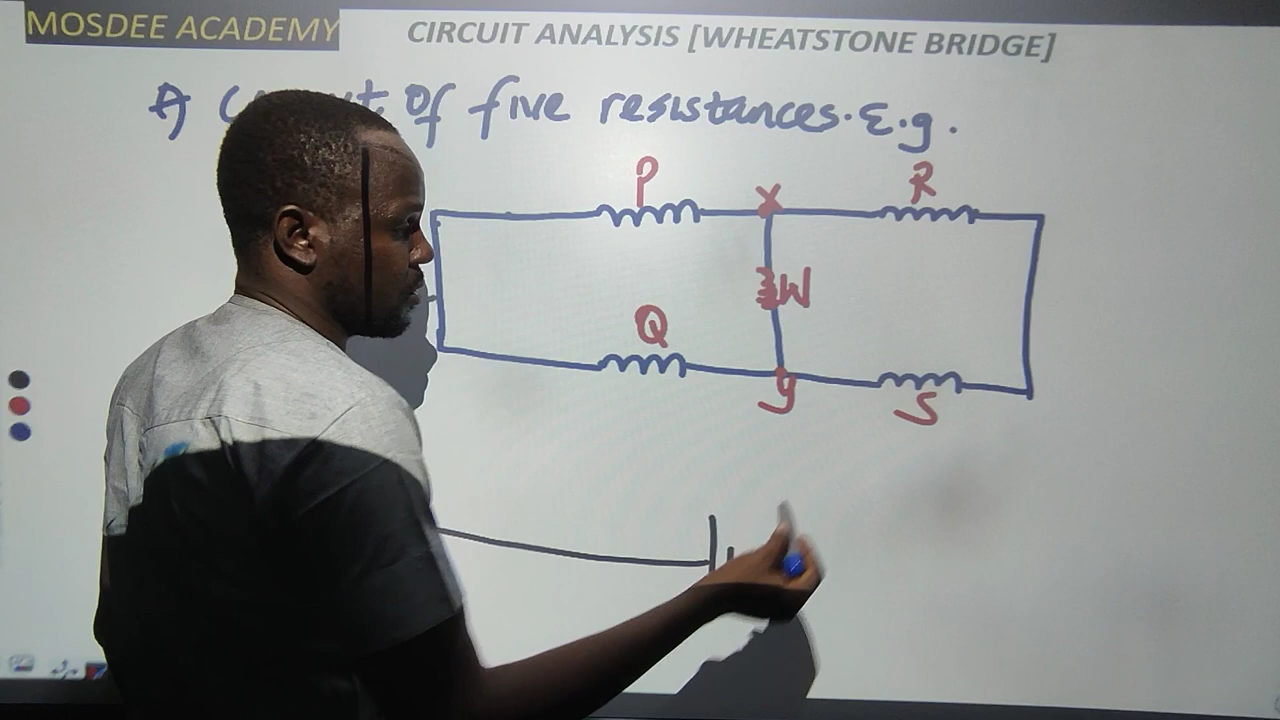 MOSDEE ACADEMY
CIRCUIT ANALYSIS [WHEATSTONE BRIDGE]
A of five resistances. E.g.
P X R
W
Q
y S